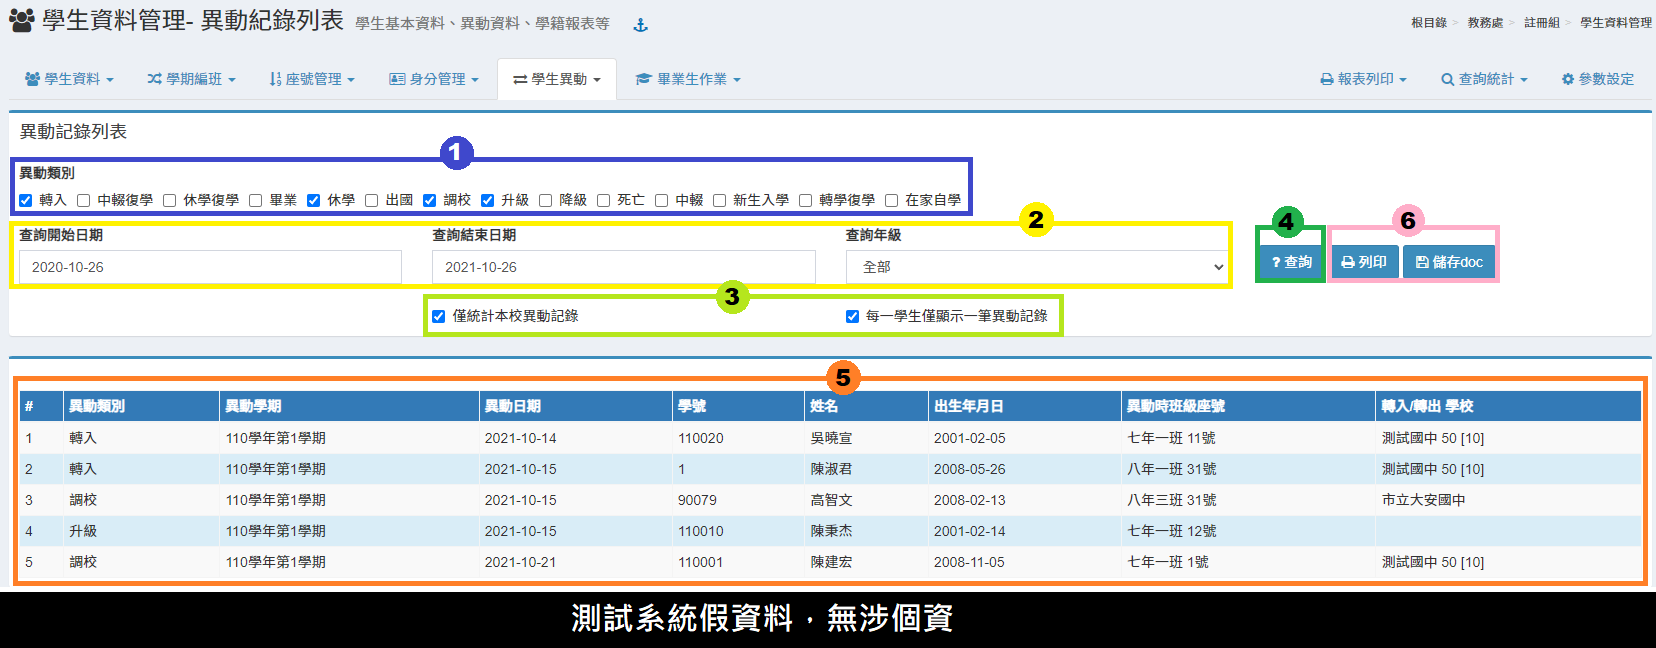 學生資料管理- 異動紀錄列表 學生基本資料、異動資料、學籍報表等
根目錄 > 教務處 > 註冊組 > 學生資料管理
學生資料 學期編班 座號管理 身分管理 學生異動 畢業生作業 報表列印 查詢統計 參數設定
異動記錄列表
1
異動類別
轉入 中輟復學 休學復學 畢業 休學 出國 調校 升級 降級 死亡 中輟 新生入學 轉學復學 在家自學
2
4
6
查詢開始日期 查詢結束日期 查詢年級
2020-10-26 2021-10-26 全部
? 查詢 列印 儲存doc
3
僅統計本校異動記錄 每一學生僅顯示一筆異動記錄
5
# 異動類別 異動學期 異動日期 學號 姓名 出生年月日 異動時班級座號 轉入/轉出 學校
1 轉入 110學年第1學期 2021-10-14 110020 吳曉宣 2001-02-05 七年一班 11號 測試國中 50 [10]
2 轉入 110學年第1學期 2021-10-15 1 陳淑君 2008-05-26 八年一班 31號 測試國中 50 [10]
3 調校 110學年第1學期 2021-10-15 90079 高智文 2008-02-13 八年三班 31號 市立大安國中
4 升級 110學年第1學期 2021-10-15 110010 陳秉杰 2001-02-14 七年一班 12號
5 調校 110學年第1學期 2021-10-21 110001 陳建宏 2008-11-05 七年一班 1號 測試國中 50 [10]
測試系統假資料，無涉個資